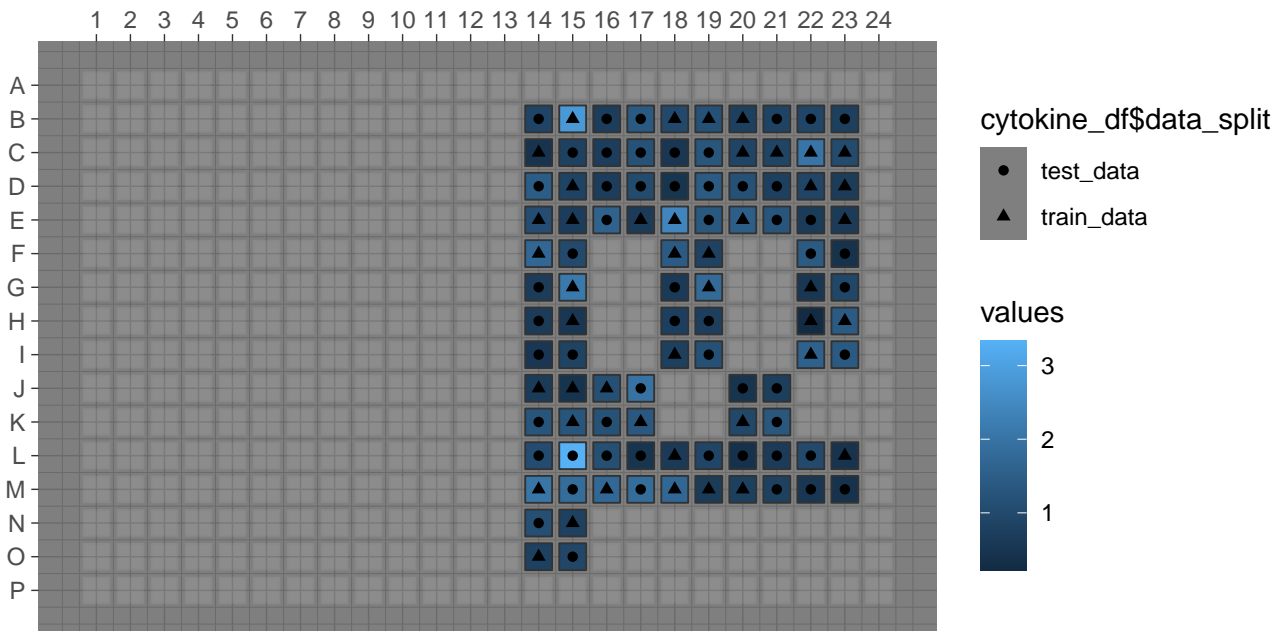 1 2 3 4 5 6 7 8 9 10 11 12 13 14 15 16 17 18 19 20 21 22 23 24
A
B
C
D
E
F
G
H
I
J
K
L
M
N
O
P
cytokine_df$data_split
test_data
train_data
values
3
2
1